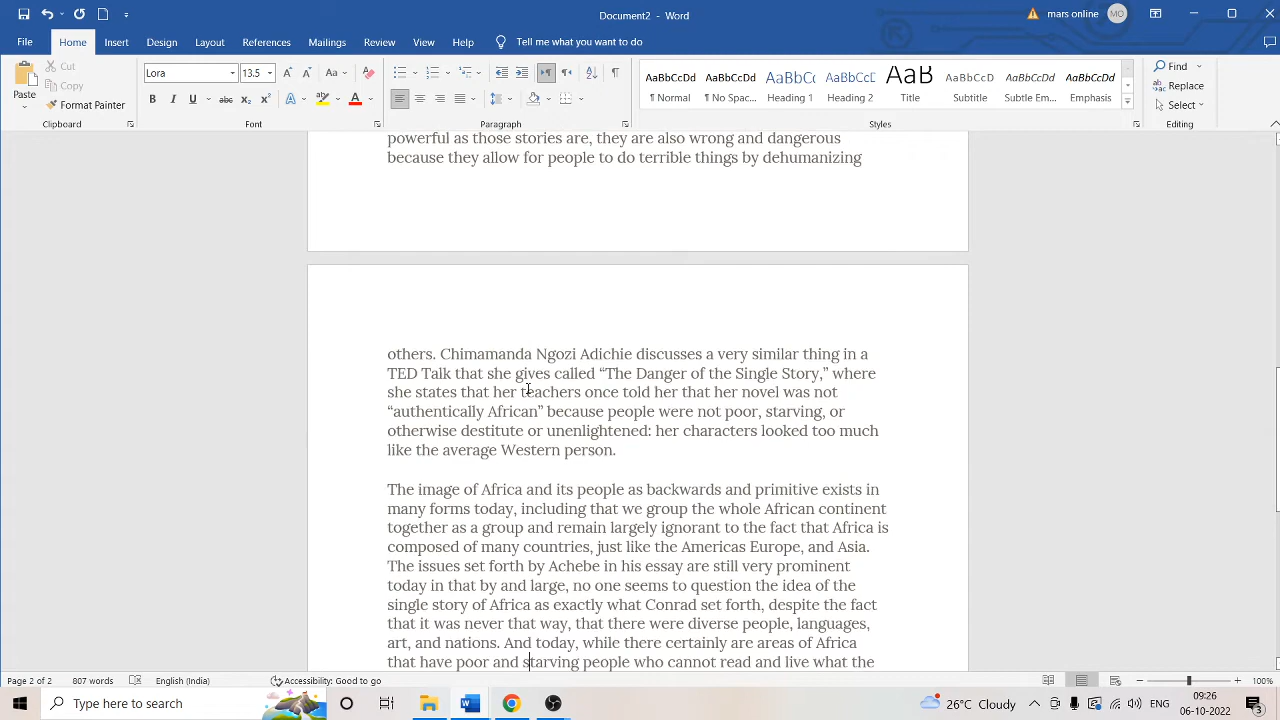 Document2 - Word
mars online
MO
File Home Insert Design Layout References Mailings Review View Help Tell me what you want to do
Paste
Cut
Copy
Format Painter
Clipboard
Lora 13.5
Font
Paragraph
AaBbCcDd AaBbCcDd AaBbCc AaBbCcDd AaB AaBbCcDd AaBbCcDd AaBbCcDd
¶ Normal ¶ No Spac... Heading 1 ¶ Heading 2 Title Subtitle Subtle Em... Emphasis
Styles
Find
Replace
Select
Editing
powerful as those stories are, they are also wrong and dangerous
because they allow for people to do terrible things by dehumanizing
others. Chimamanda Ngozi Adichie discusses a very similar thing in a
TED Talk that she gives called “The Danger of the Single Story,” where
she states that her teachers once told her that her novel was not
“authentically African” because people were not poor, starving, or
otherwise destitute or unenlightened: her characters looked too much
like the average Western person.
The image of Africa and its people as backwards and primitive exists in
many forms today, including that we group the whole African continent
together as a group and remain largely ignorant to the fact that Africa is
composed of many countries, just like the Americas Europe, and Asia.
The issues set forth by Achebe in his essay are still very prominent
today in that by and large, no one seems to question the idea of the
single story of Africa as exactly what Conrad set forth, despite the fact
that it was never that way, that there were diverse people, languages,
art, and nations. And today, while there certainly are areas of Africa
that have poor and starving people who cannot read and live what the
Page 2 of 2 807 words English (India) Accessibility: Good to go 100%
Type here to search
26°C Cloudy
ENG
09:26
06-10-2022
3